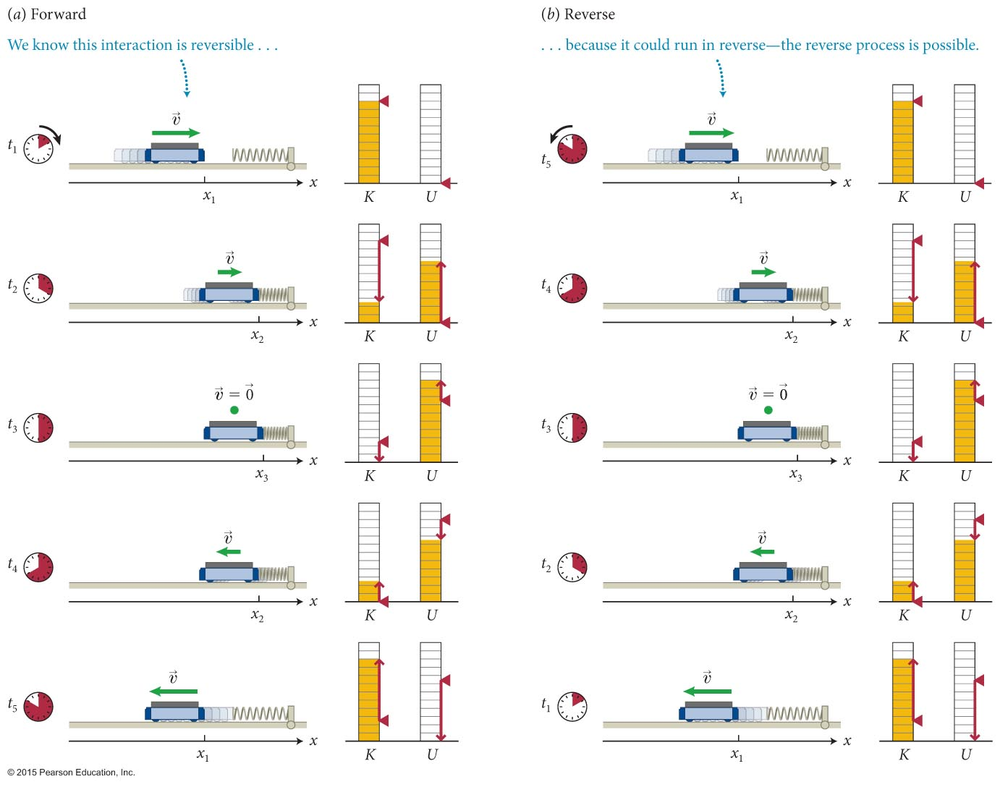 (a) Forward
We know this interaction is reversible . . .
t1
v⃗
x
x1
K U
t2
v⃗
x
x2
K U
t3
v⃗ = 0⃗
x
x3
K U
t4
v⃗
x
x2
K U
t5
v⃗
x
x1
K U
(b) Reverse
. . . because it could run in reverse—the reverse process is possible.
t5
v⃗
x
x1
K U
t4
v⃗
x
x2
K U
t3
v⃗ = 0⃗
x
x3
K U
t2
v⃗
x
x2
K U
t1
v⃗
x
x1
K U
© 2015 Pearson Education, Inc.